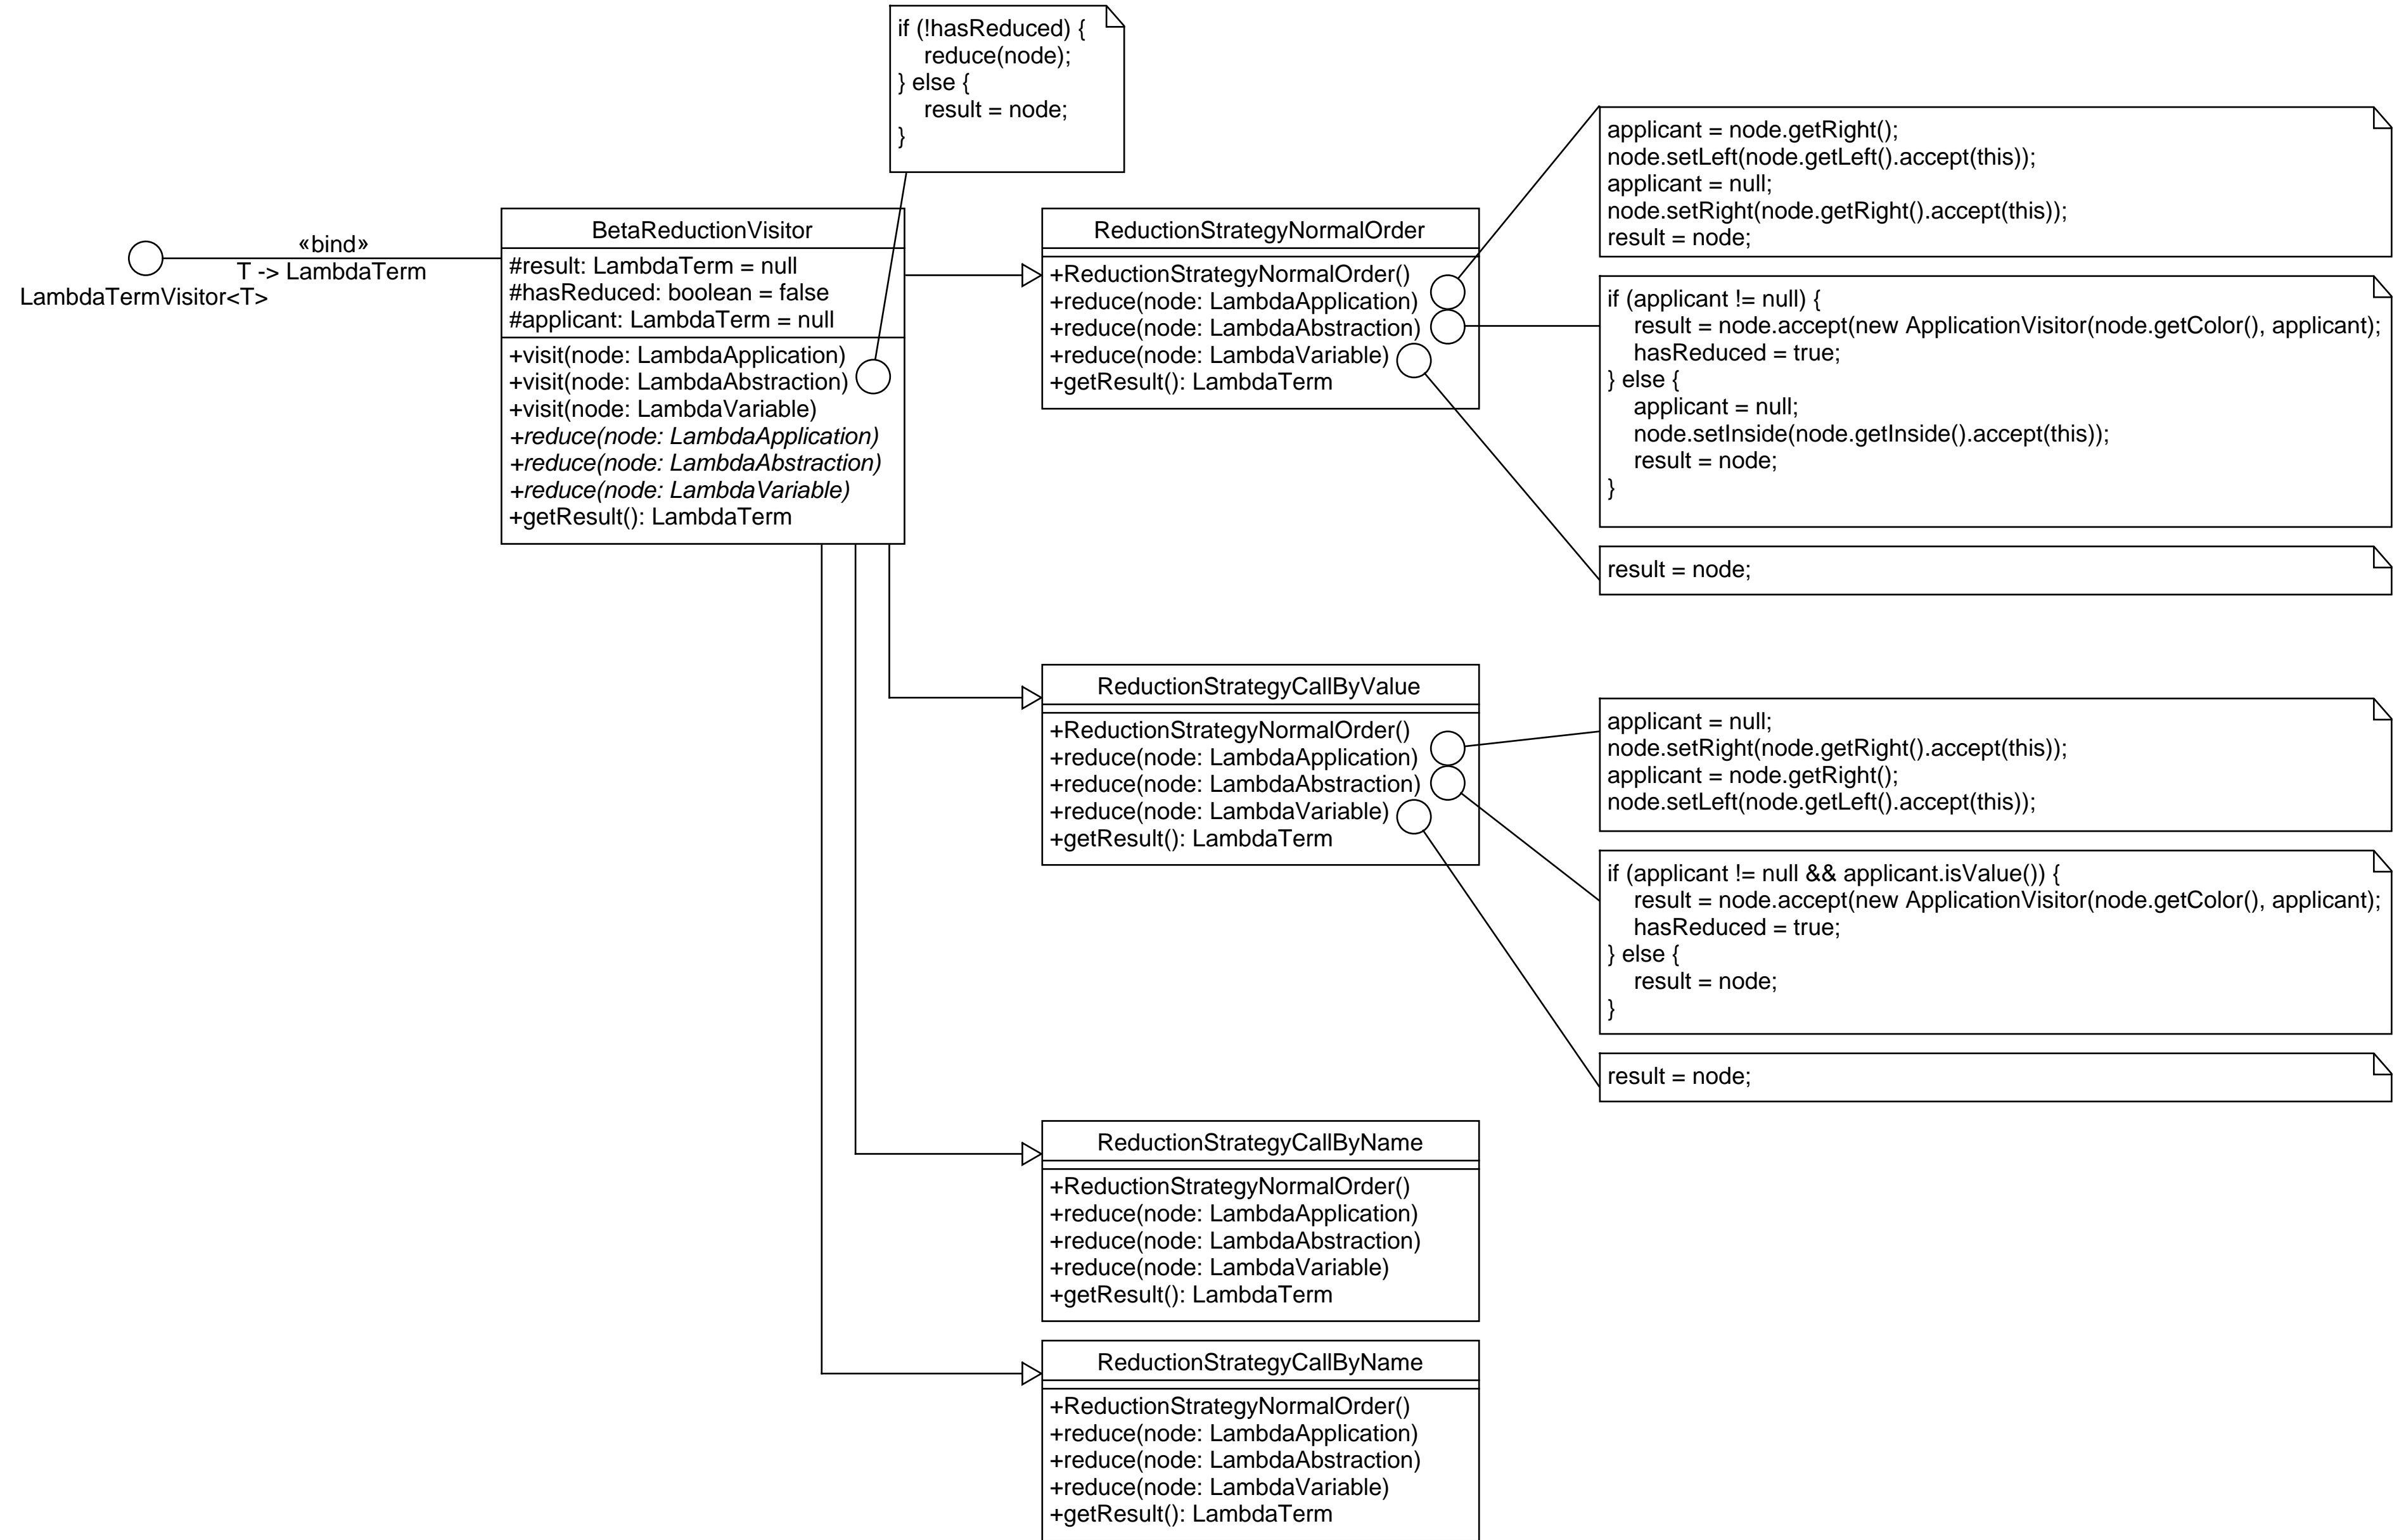 if (!hasReduced) {
    reduce(node);
} else {
    result = node;
}
«bind»
T -> LambdaTerm
LambdaTermVisitor<T>
BetaReductionVisitor
#result: LambdaTerm = null
#hasReduced: boolean = false
#applicant: LambdaTerm = null
+visit(node: LambdaApplication)
+visit(node: LambdaAbstraction)
+visit(node: LambdaVariable)
+reduce(node: LambdaApplication)
+reduce(node: LambdaAbstraction)
+reduce(node: LambdaVariable)
+getResult(): LambdaTerm
ReductionStrategyNormalOrder
+ReductionStrategyNormalOrder()
+reduce(node: LambdaApplication)
+reduce(node: LambdaAbstraction)
+reduce(node: LambdaVariable)
+getResult(): LambdaTerm
applicant = node.getRight();
node.setLeft(node.getLeft().accept(this));
applicant = null;
node.setRight(node.getRight().accept(this));
result = node;
if (applicant != null) {
    result = node.accept(new ApplicationVisitor(node.getColor(), applicant);
    hasReduced = true;
} else {
    applicant = null;
    node.setInside(node.getInside().accept(this));
    result = node;
}
result = node;
ReductionStrategyCallByValue
+ReductionStrategyNormalOrder()
+reduce(node: LambdaApplication)
+reduce(node: LambdaAbstraction)
+reduce(node: LambdaVariable)
+getResult(): LambdaTerm
applicant = null;
node.setRight(node.getRight().accept(this));
applicant = node.getRight();
node.setLeft(node.getLeft().accept(this));
if (applicant != null && applicant.isValue()) {
    result = node.accept(new ApplicationVisitor(node.getColor(), applicant);
    hasReduced = true;
} else {
    result = node;
}
result = node;
ReductionStrategyCallByName
+ReductionStrategyNormalOrder()
+reduce(node: LambdaApplication)
+reduce(node: LambdaAbstraction)
+reduce(node: LambdaVariable)
+getResult(): LambdaTerm
ReductionStrategyCallByName
+ReductionStrategyNormalOrder()
+reduce(node: LambdaApplication)
+reduce(node: LambdaAbstraction)
+reduce(node: LambdaVariable)
+getResult(): LambdaTerm